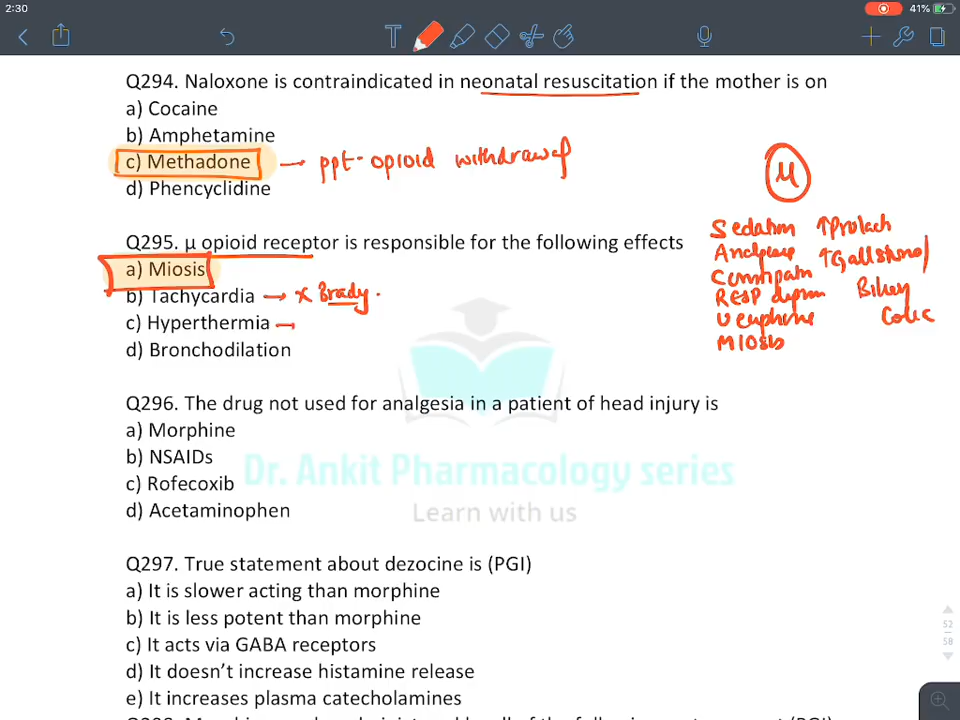 2:30
41%
Q294. Naloxone is contraindicated in neonatal resuscitation if the mother is on
a) Cocaine
b) Amphetamine
c) Methadone → ppt- opioid withdrawal
d) Phencyclidine
μ
Q295. μ opioid receptor is responsible for the following effects
a) Miosis
b) Tachycardia → x Brady.
c) Hyperthermia →
d) Bronchodilation
Sedation ↑Prolact
↑Gallstone
Resp depre Biliary
Colic
MIOSIS
Q296. The drug not used for analgesia in a patient of head injury is
a) Morphine
b) NSAIDs
c) Rofecoxib
d) Acetaminophen
Dr. Ankit Pharmacology series
Learn with us
Q297. True statement about dezocine is (PGI)
a) It is slower acting than morphine
b) It is less potent than morphine
c) It acts via GABA receptors
d) It doesn't increase histamine release
e) It increases plasma catecholamines
52
58